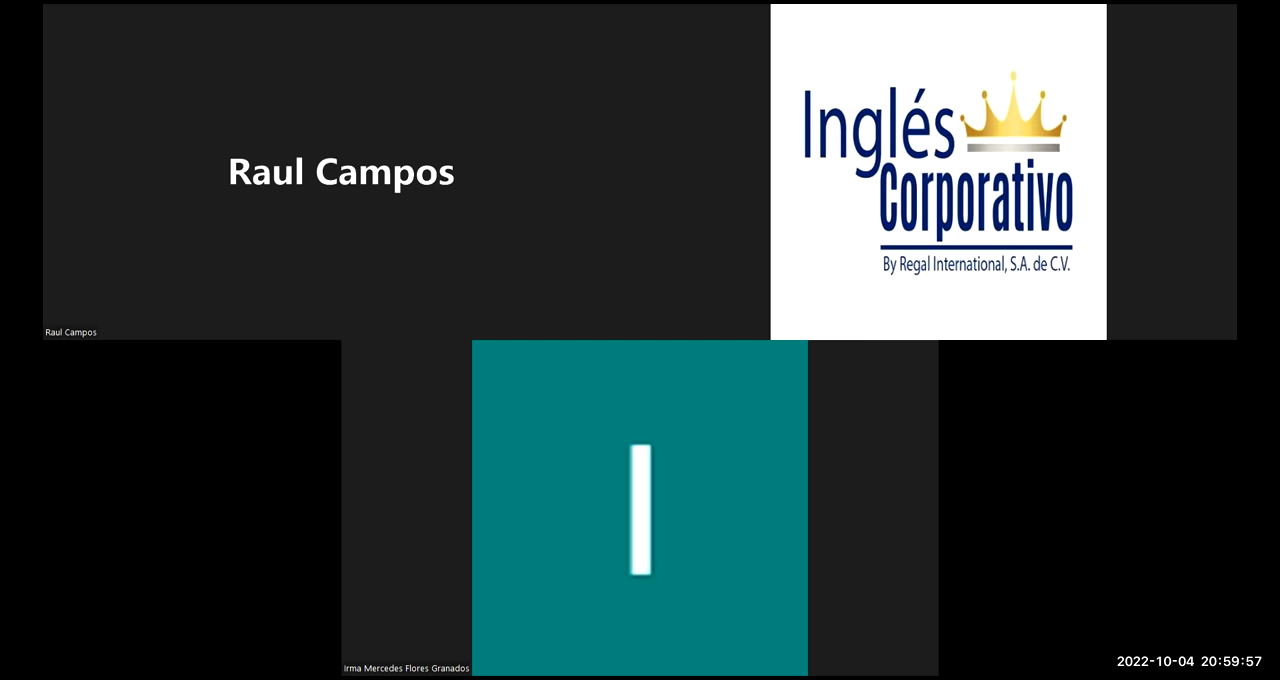 Raul Campos
Raul Campos
Inglés
Corporativo
By Regal International, S.A. de C.V.
I
Irma Mercedes Flores Granados
2022-10-04 20:59:57